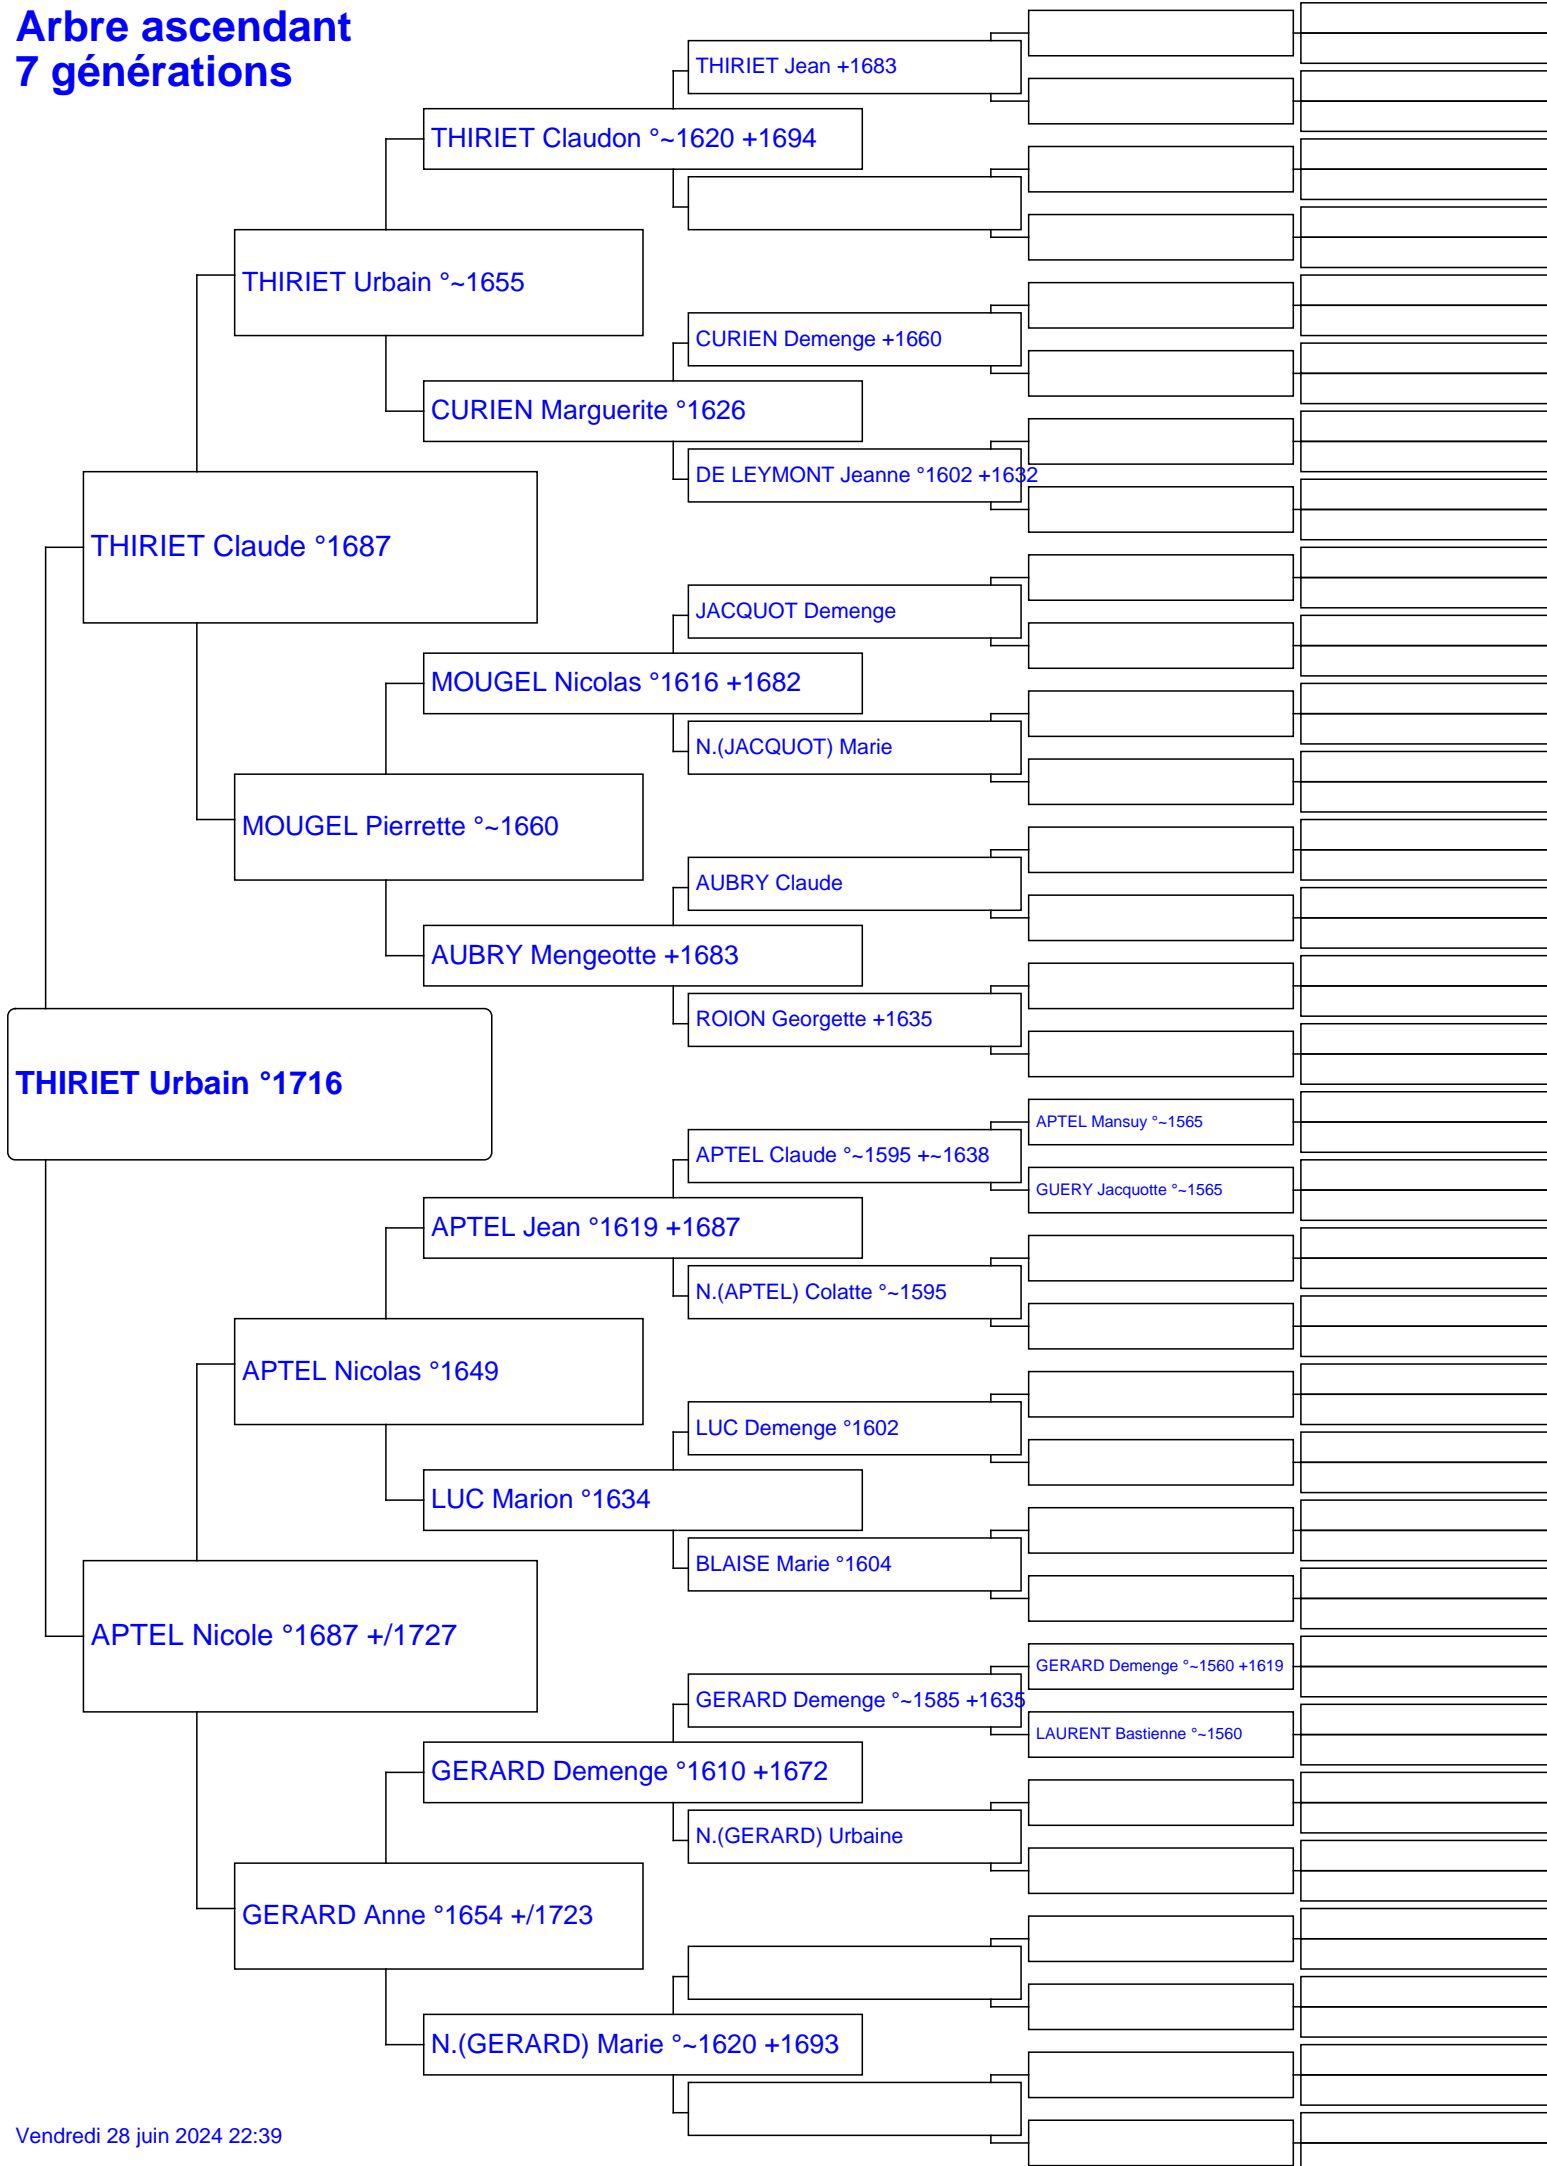 Arbre ascendant
7 générations
THIRIET Jean +1683
THIRIET Claudon °~1620 +1694
THIRIET Urbain °~1655
CURIEN Demenge +1660
CURIEN Marguerite °1626
DE LEYMONT Jeanne °1602 +1632
THIRIET Claude °1687
JACQUOT Demenge
MOUGEL Nicolas °1616 +1682
N.(JACQUOT) Marie
MOUGEL Pierrette °~1660
AUBRY Claude
AUBRY Mengeotte +1683
ROION Georgette +1635
THIRIET Urbain °1716
APTEL Mansuy °~1565
APTEL Claude °~1595 +~1638
GUERY Jacquotte °~1565
APTEL Jean °1619 +1687
N.(APTEL) Colatte °~1595
APTEL Nicolas °1649
LUC Demenge °1602
LUC Marion °1634
BLAISE Marie °1604
APTEL Nicole °1687 +/1727
GERARD Demenge °~1560 +1619
GERARD Demenge °~1585 +1635
LAURENT Bastienne °~1560
GERARD Demenge °1610 +1672
N.(GERARD) Urbaine
GERARD Anne °1654 +/1723
N.(GERARD) Marie °~1620 +1693
Vendredi 28 juin 2024 22:39